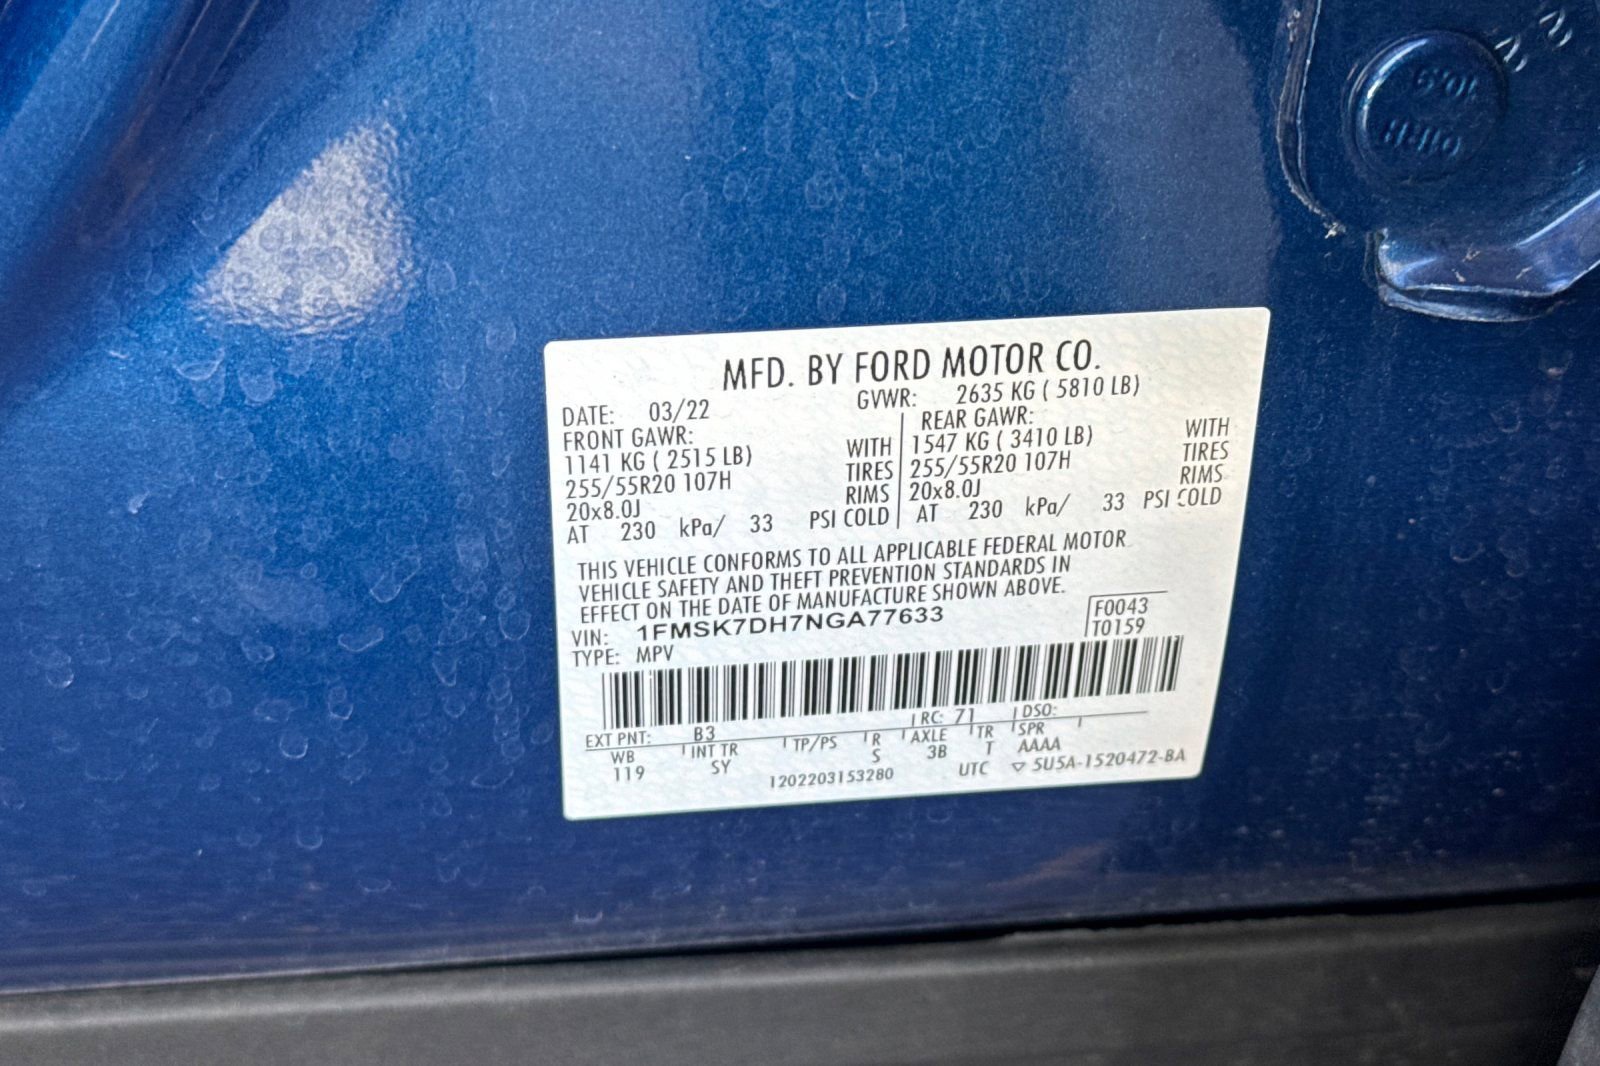 MFD. BY FORD MOTOR CO.
DATE: 03/22 GVWR: 2635 KG ( 5810 LB)
FRONT GAWR: REAR GAWR:
1141 KG ( 2515 LB) WITH 1547 KG ( 3410 LB) WITH
255/55R20 107H TIRES 255/55R20 107H TIRES
20x8.0J RIMS 20x8.0J RIMS
AT 230 kPa/ 33 PSI COLD AT 230 kPa/ 33 PSI COLD
THIS VEHICLE CONFORMS TO ALL APPLICABLE FEDERAL MOTOR
VEHICLE SAFETY AND THEFT PREVENTION STANDARDS IN
EFFECT ON THE DATE OF MANUFACTURE SHOWN ABOVE.
VIN: 1FMSK7DH7NGA77633 F0043
TYPE: MPV T0159
EXT PNT: B3 RC: 71 DSO:
WB INT TR TP/PS R AXLE TR SPR
119 SY S 3B T AAAA
1202203153280 UTC ▽ 5U5A-1520472-BA